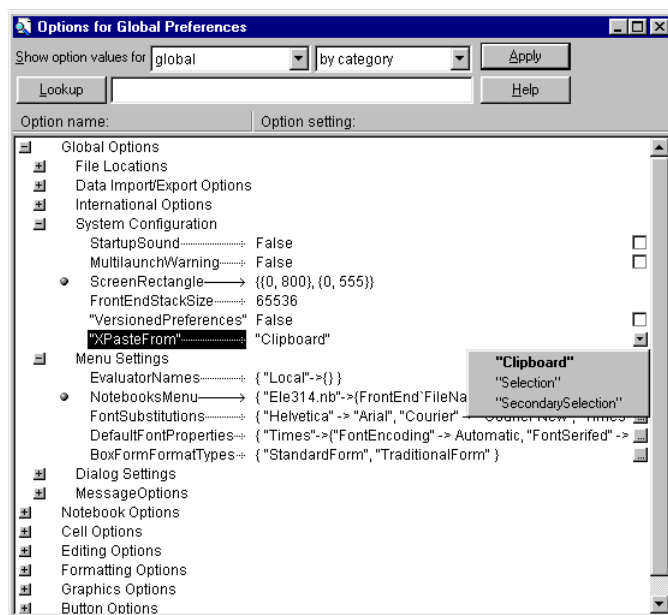 Options for Global Preferences
Show option values for global by category Apply
Lookup Help
Option name: Option setting:
Global Options
File Locations
Data Import/Export Options
International Options
System Configuration
StartupSound False
MultilaunchWarning False
ScreenRectangle {{0, 800}, {0, 555}}
FrontEndStackSize 65536
"VersionedPreferences" False
"XPasteFrom" "Clipboard"
Menu Settings
"Clipboard"
EvaluatorNames {"Local"->{} }
"Selection"
NotebooksMenu {"Ele314.nb"->{FrontEnd`FileNa
"SecondarySelection"
FontSubstitutions {"Helvetica" -> "Arial", "Courier"
DefaultFontProperties {"Times"->{"FontEncoding" -> Automatic, "FontSerifed" ->
BoxFormFormatTypes {"StandardForm", "TraditionalForm" }
Dialog Settings
MessageOptions
Notebook Options
Cell Options
Editing Options
Formatting Options
Graphics Options
Button Options